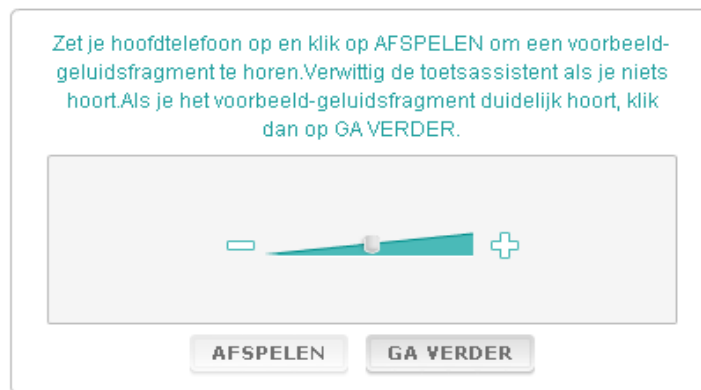 Zet je hoofdtelefoon op en klik op AFSPELEN om een voorbeeld-
geluidsfragment te horen.Verwittig de toetsassistent als je niets
hoort.Als je het voorbeeld-geluidsfragment duidelijk hoort, klik
dan op GA VERDER.
AFSPELEN GA VERDER